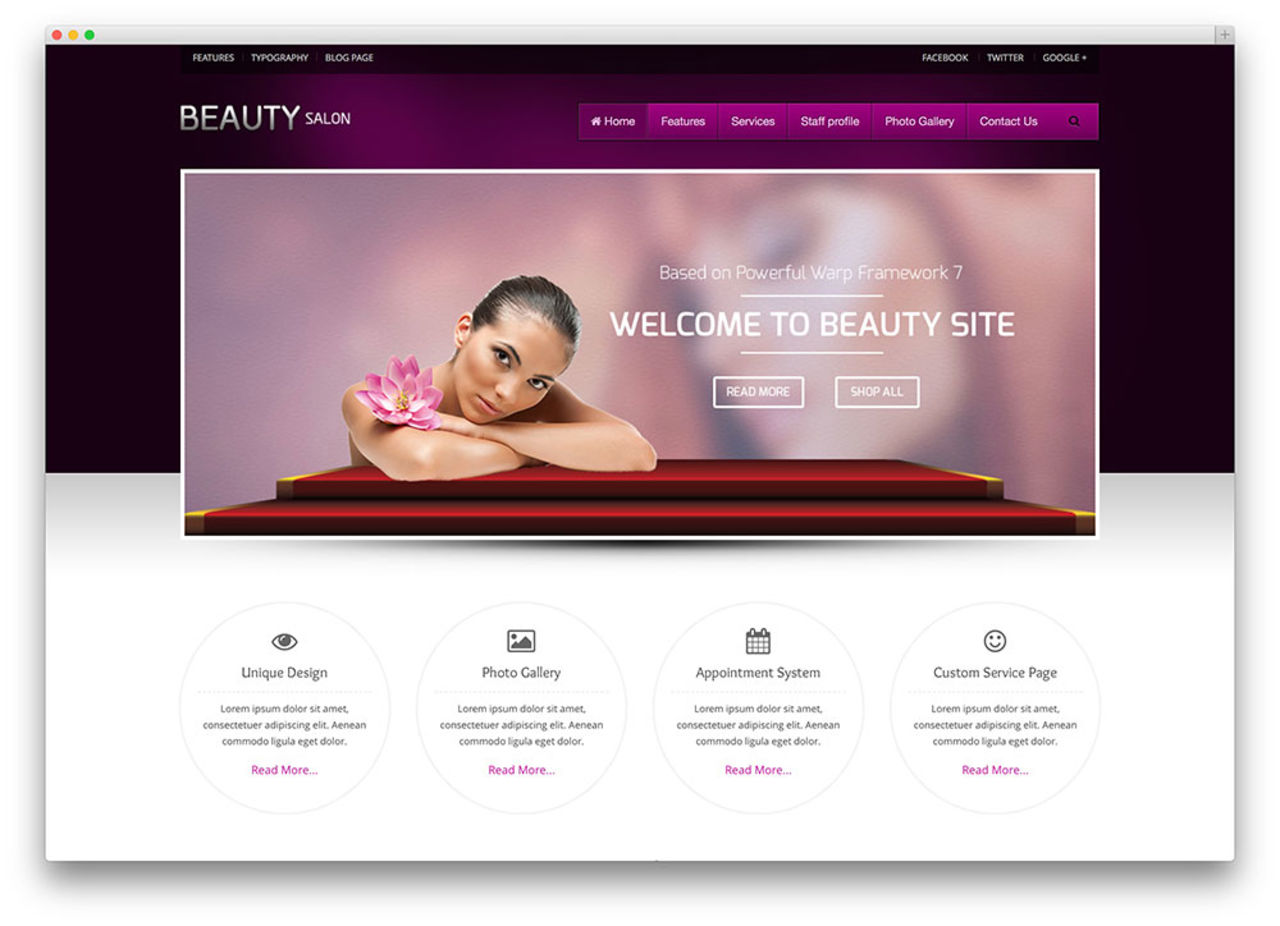 FEATURES TYPOGRAPHY BLOG PAGE FACEBOOK TWITTER GOOGLE +
BEAUTY SALON
Home Features Services Staff profile Photo Gallery Contact Us
Based on Powerful Warp Framework 7
WELCOME TO BEAUTY SITE
READ MORE SHOP ALL
Unique Design
Lorem ipsum dolor sit amet,
consectetuer adipiscing elit. Aenean
commodo ligula eget dolor.
Read More...
Photo Gallery
Lorem ipsum dolor sit amet,
consectetuer adipiscing elit. Aenean
commodo ligula eget dolor.
Read More...
Appointment System
Lorem ipsum dolor sit amet,
consectetuer adipiscing elit. Aenean
commodo ligula eget dolor.
Read More...
Custom Service Page
Lorem ipsum dolor sit amet,
consectetuer adipiscing elit. Aenean
commodo ligula eget dolor.
Read More...